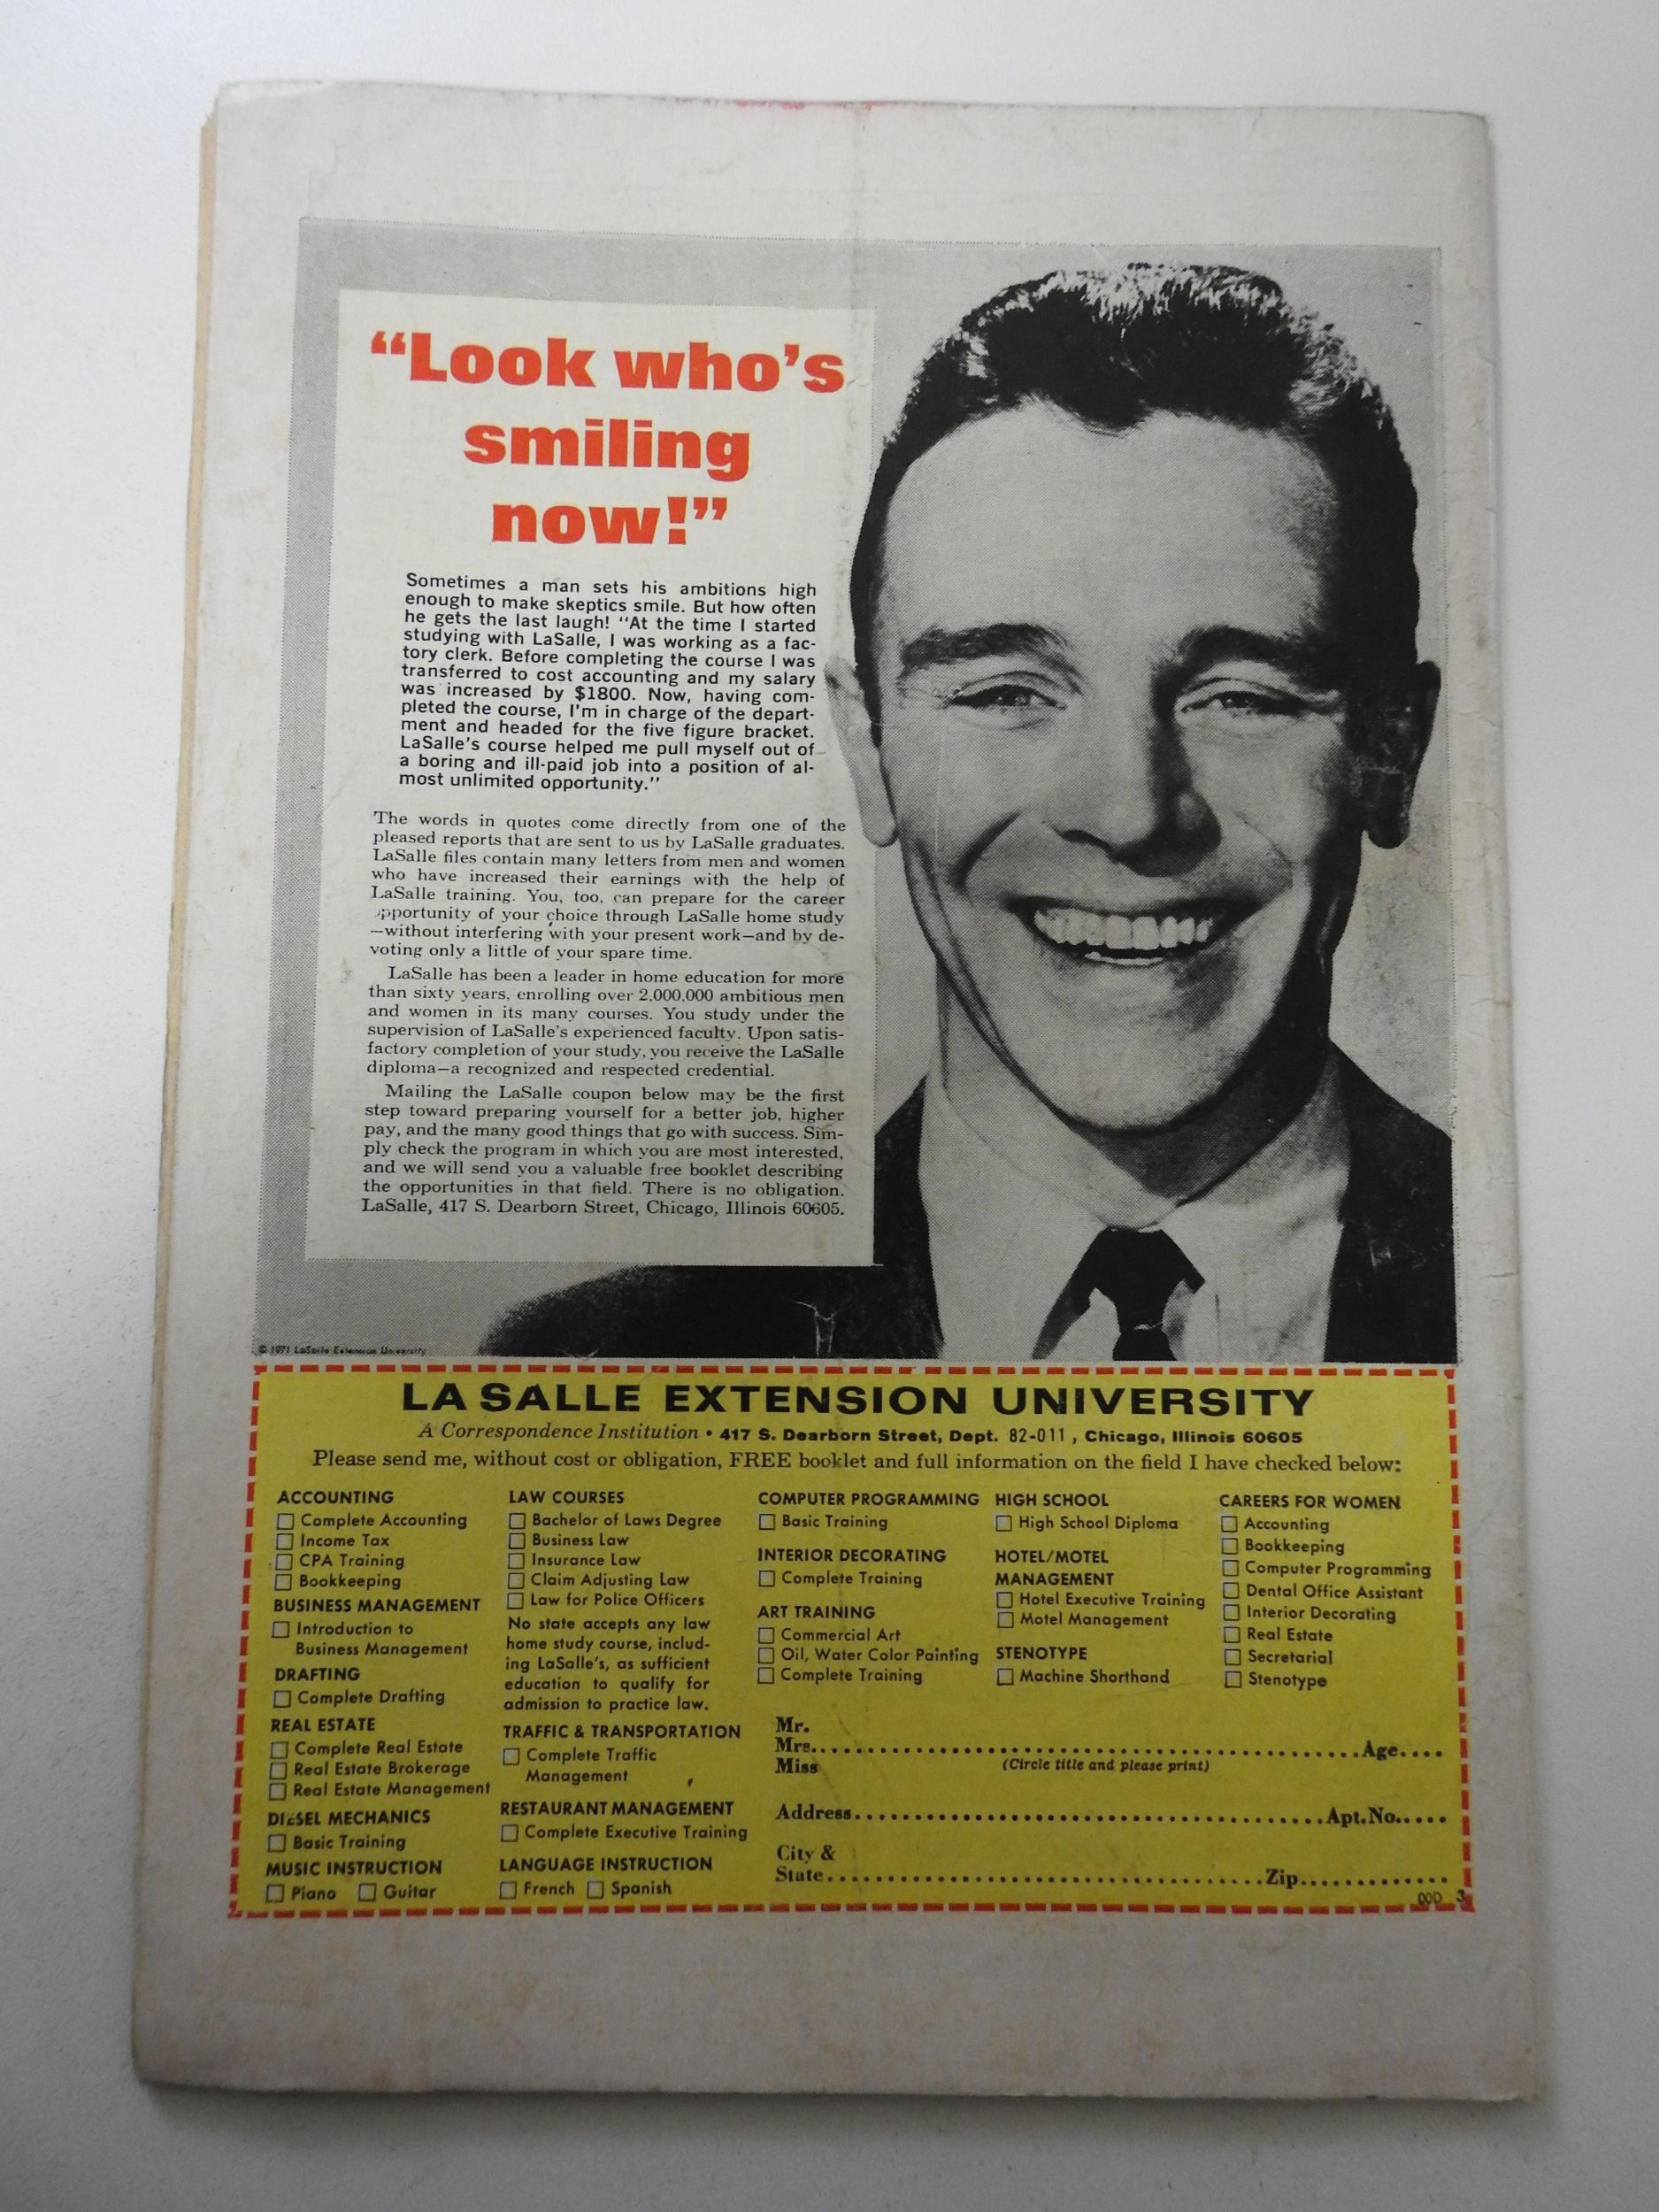 “Look who’s
smiling
now!”
Sometimes a man sets his ambitions high
enough to make skeptics smile. But how often
he gets the last laugh! “At the time I started
studying with LaSalle, I was working as a fac-
tory clerk. Before completing the course I was
transferred to cost accounting and my salary
was increased by $1800. Now, having com-
pleted the course, I’m in charge of the depart-
ment and headed for the five figure bracket.
LaSalle’s course helped me pull myself out of
a boring and ill-paid job into a position of al-
most unlimited opportunity.”
The words in quotes come directly from one of the
pleased reports that are sent to us by LaSalle graduates.
LaSalle files contain many letters from men and women
who have increased their earnings with the help of
LaSalle training. You, too, can prepare for the career
opportunity of your choice through LaSalle home study
—without interfering with your present work—and by de-
voting only a little of your spare time.
LaSalle has been a leader in home education for more
than sixty years, enrolling over 2,000,000 ambitious men
and women in its many courses. You study under the
supervision of LaSalle’s experienced faculty. Upon satis-
factory completion of your study, you receive the LaSalle
diploma—a recognized and respected credential.
Mailing the LaSalle coupon below may be the first
step toward preparing yourself for a better job, higher
pay, and the many good things that go with success. Sim-
ply check the program in which you are most interested,
and we will send you a valuable free booklet describing
the opportunities in that field. There is no obligation.
LaSalle, 417 S. Dearborn Street, Chicago, Illinois 60605.
© 1971 LaSalle Extension University
LA SALLE EXTENSION UNIVERSITY
A Correspondence Institution • 417 S. Dearborn Street, Dept. 82-011, Chicago, Illinois 60605
Please send me, without cost or obligation, FREE booklet and full information on the field I have checked below:
ACCOUNTING
Complete Accounting
Income Tax
CPA Training
Bookkeeping
BUSINESS MANAGEMENT
Introduction to
Business Management
DRAFTING
Complete Drafting
REAL ESTATE
Complete Real Estate
Real Estate Brokerage
Real Estate Management
DIESEL MECHANICS
Basic Training
MUSIC INSTRUCTION
Piano Guitar
LAW COURSES
Bachelor of Laws Degree
Business Law
Insurance Law
Claim Adjusting Law
Law for Police Officers
No state accepts any law
home study course, includ-
ing LaSalle’s, as sufficient
education to qualify for
admission to practice law.
TRAFFIC & TRANSPORTATION
Complete Traffic
Management
RESTAURANT MANAGEMENT
Complete Executive Training
LANGUAGE INSTRUCTION
French Spanish
COMPUTER PROGRAMMING
Basic Training
INTERIOR DECORATING
Complete Training
ART TRAINING
Commercial Art
Oil, Water Color Painting
Complete Training
HIGH SCHOOL
High School Diploma
HOTEL/MOTEL
MANAGEMENT
Hotel Executive Training
Motel Management
STENOTYPE
Machine Shorthand
CAREERS FOR WOMEN
Accounting
Bookkeeping
Computer Programming
Dental Office Assistant
Interior Decorating
Real Estate
Secretarial
Stenotype
Mr.
Mrs. Age
Miss (Circle title and please print)
Address Apt.No.
City &
State Zip
OOD 3